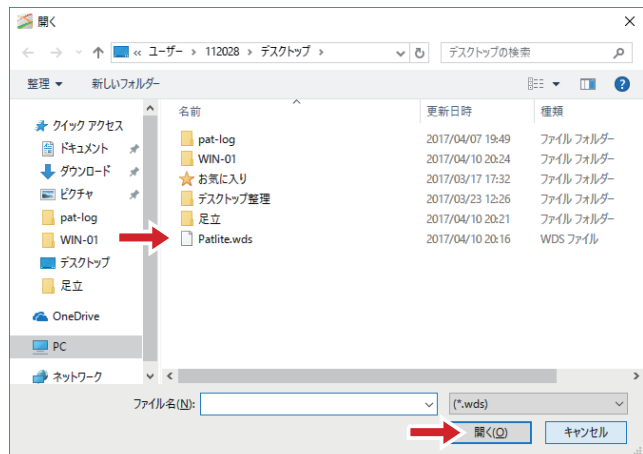 開く
« ユーザー › 112028 › デスクトップ ›
デスクトップの検索
整理 ▼ 新しいフォルダー
名前 更新日時 種類
クイック アクセス
ドキュメント
ダウンロード
ピクチャ
pat-log
WIN-01
デスクトップ
足立
OneDrive
PC
ネットワーク
pat-log 2017/04/07 19:49 ファイル フォルダー
WIN-01 2017/04/10 20:24 ファイル フォルダー
お気に入り 2017/03/17 17:32 ファイル フォルダー
デスクトップ整理 2017/03/23 12:26 ファイル フォルダー
足立 2017/04/10 20:21 ファイル フォルダー
Patlite.wds 2017/04/10 20:16 WDS ファイル
ファイル名(N):
(*.wds)
開く(O) キャンセル